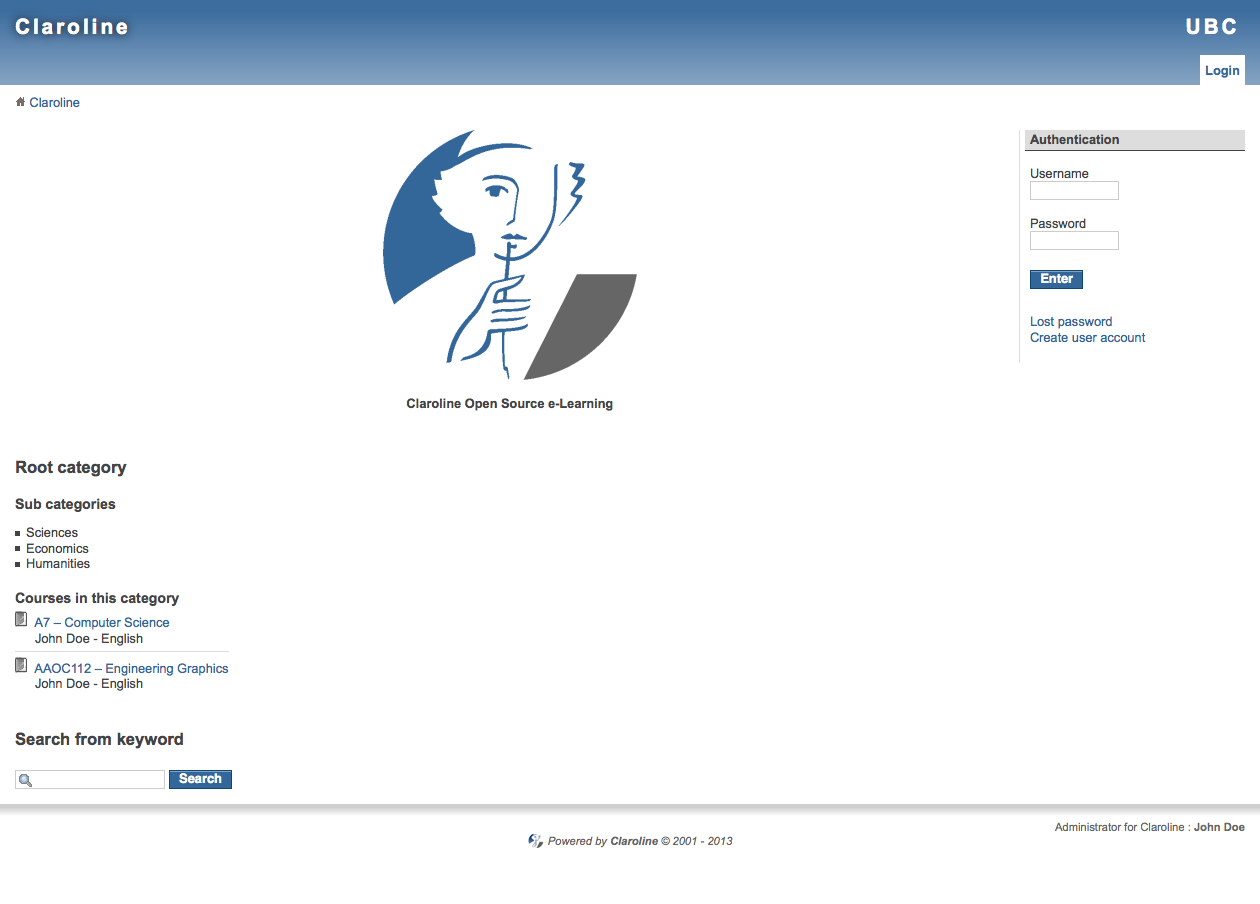 Claroline
UBC
Login
Claroline
Authentication
Username
Password
Enter
Lost password
Create user account
Claroline Open Source e-Learning
Root category
Sub categories
Sciences
Economics
Humanities
Courses in this category
A7 – Computer Science
John Doe - English
AAOC112 – Engineering Graphics
John Doe - English
Search from keyword
Search
Administrator for Claroline : John Doe
Powered by Claroline © 2001 - 2013